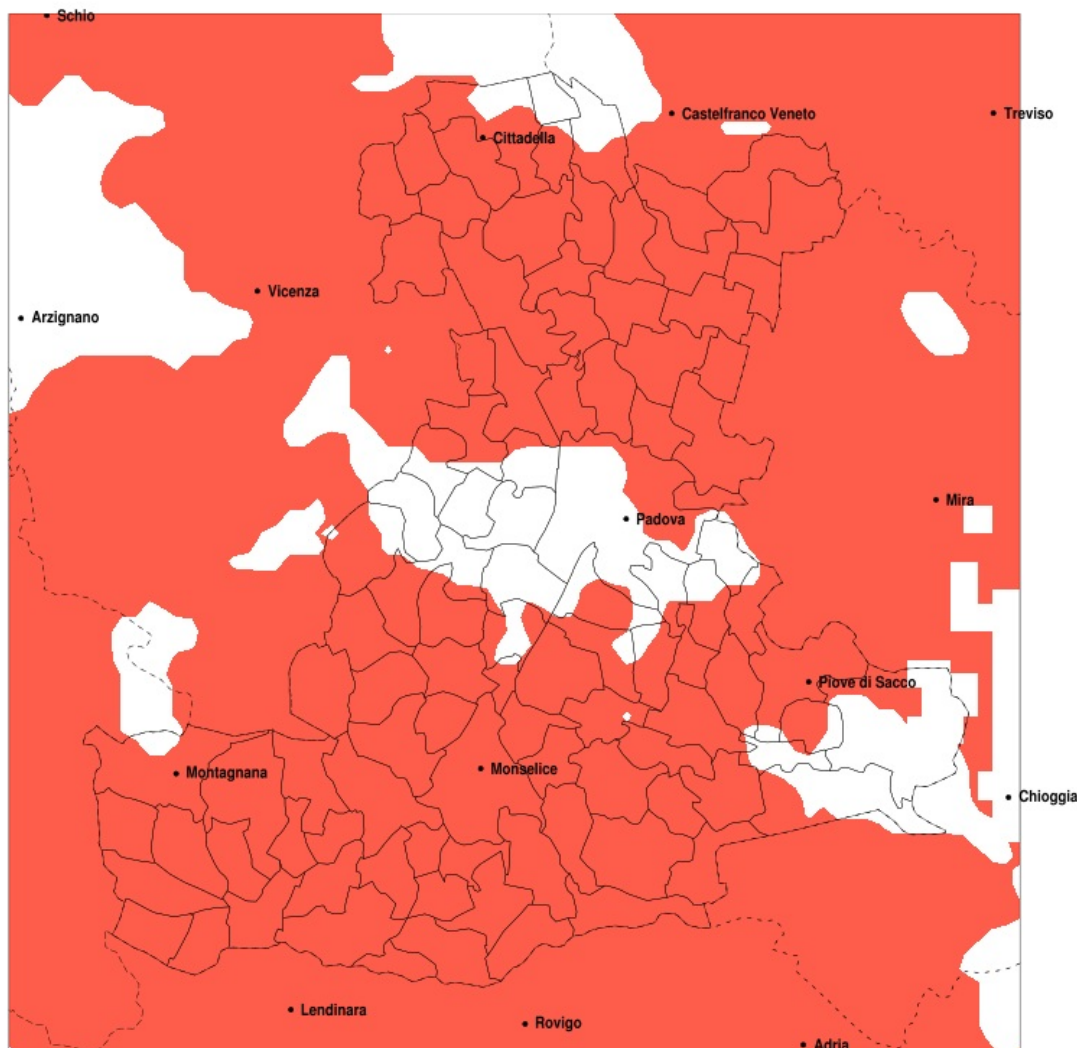 Schio
Castelfranco Veneto
Treviso
Cittadella
Vicenza
Arzignano
Mira
Padova
Piove di Sacco
Monselice
Montagnana
Chioggia
Lendinara
Rovigo
Adria